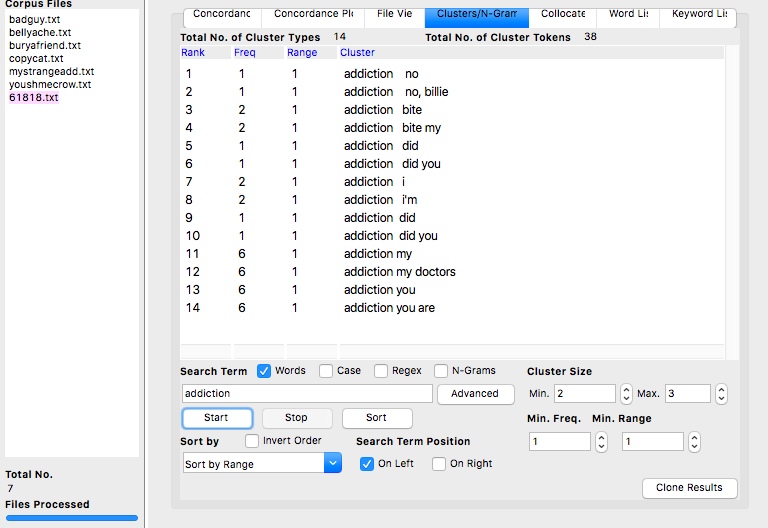 Corpus Files
badguy.txt
bellyache.txt
buryafriend.txt
copycat.txt
mystrangeadd.txt
youshmecrow.txt
61818.txt
Total No.
7
Files Processed
Concordanc Concordance Plo File Vie Clusters/N-Gram Collocate Word Lis Keyword Lis
Total No. of Cluster Types 14 Total No. of Cluster Tokens 38
Rank Freq Range Cluster
1 1 1 addiction no
2 1 1 addiction no, billie
3 2 1 addiction bite
4 2 1 addiction bite my
5 1 1 addiction did
6 1 1 addiction did you
7 2 1 addiction i
8 2 1 addiction i'm
9 1 1 addiction did
10 1 1 addiction did you
11 6 1 addiction my
12 6 1 addiction my doctors
13 6 1 addiction you
14 6 1 addiction you are
Search Term Words Case Regex N-Grams Cluster Size
addiction Advanced Min. 2 Max. 3
Start Stop Sort Min. Freq. Min. Range
Sort by Invert Order Search Term Position 1 1
Sort by Range On Left On Right
Clone Results